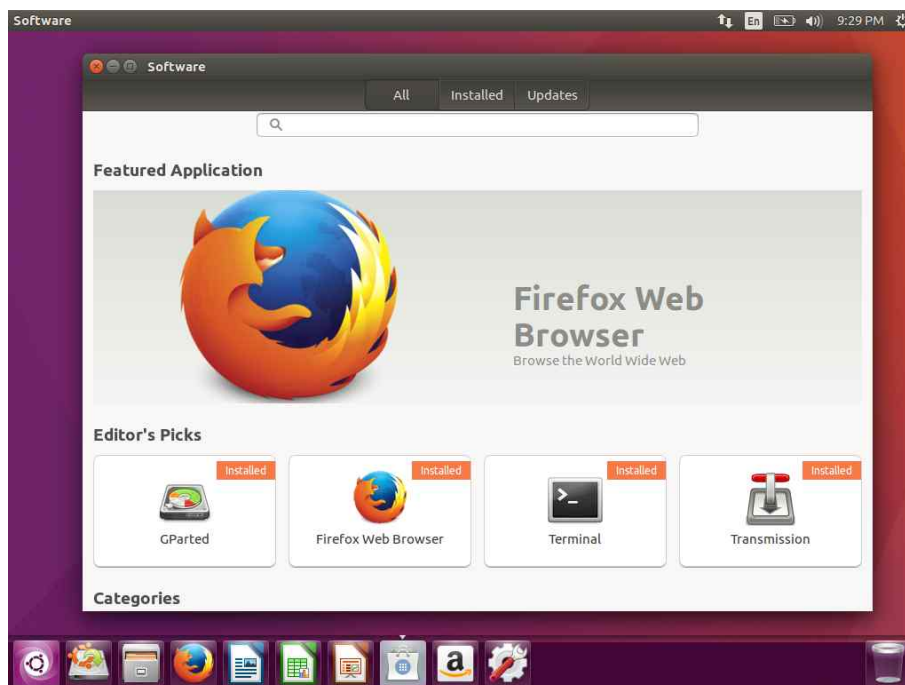 Software
En
9:29 PM
Software
All Installed Updates
Featured Application
Firefox Web
Browser
Browse the World Wide Web
Editor's Picks
Installed Installed Installed Installed
GParted Firefox Web Browser Terminal Transmission
Categories
a